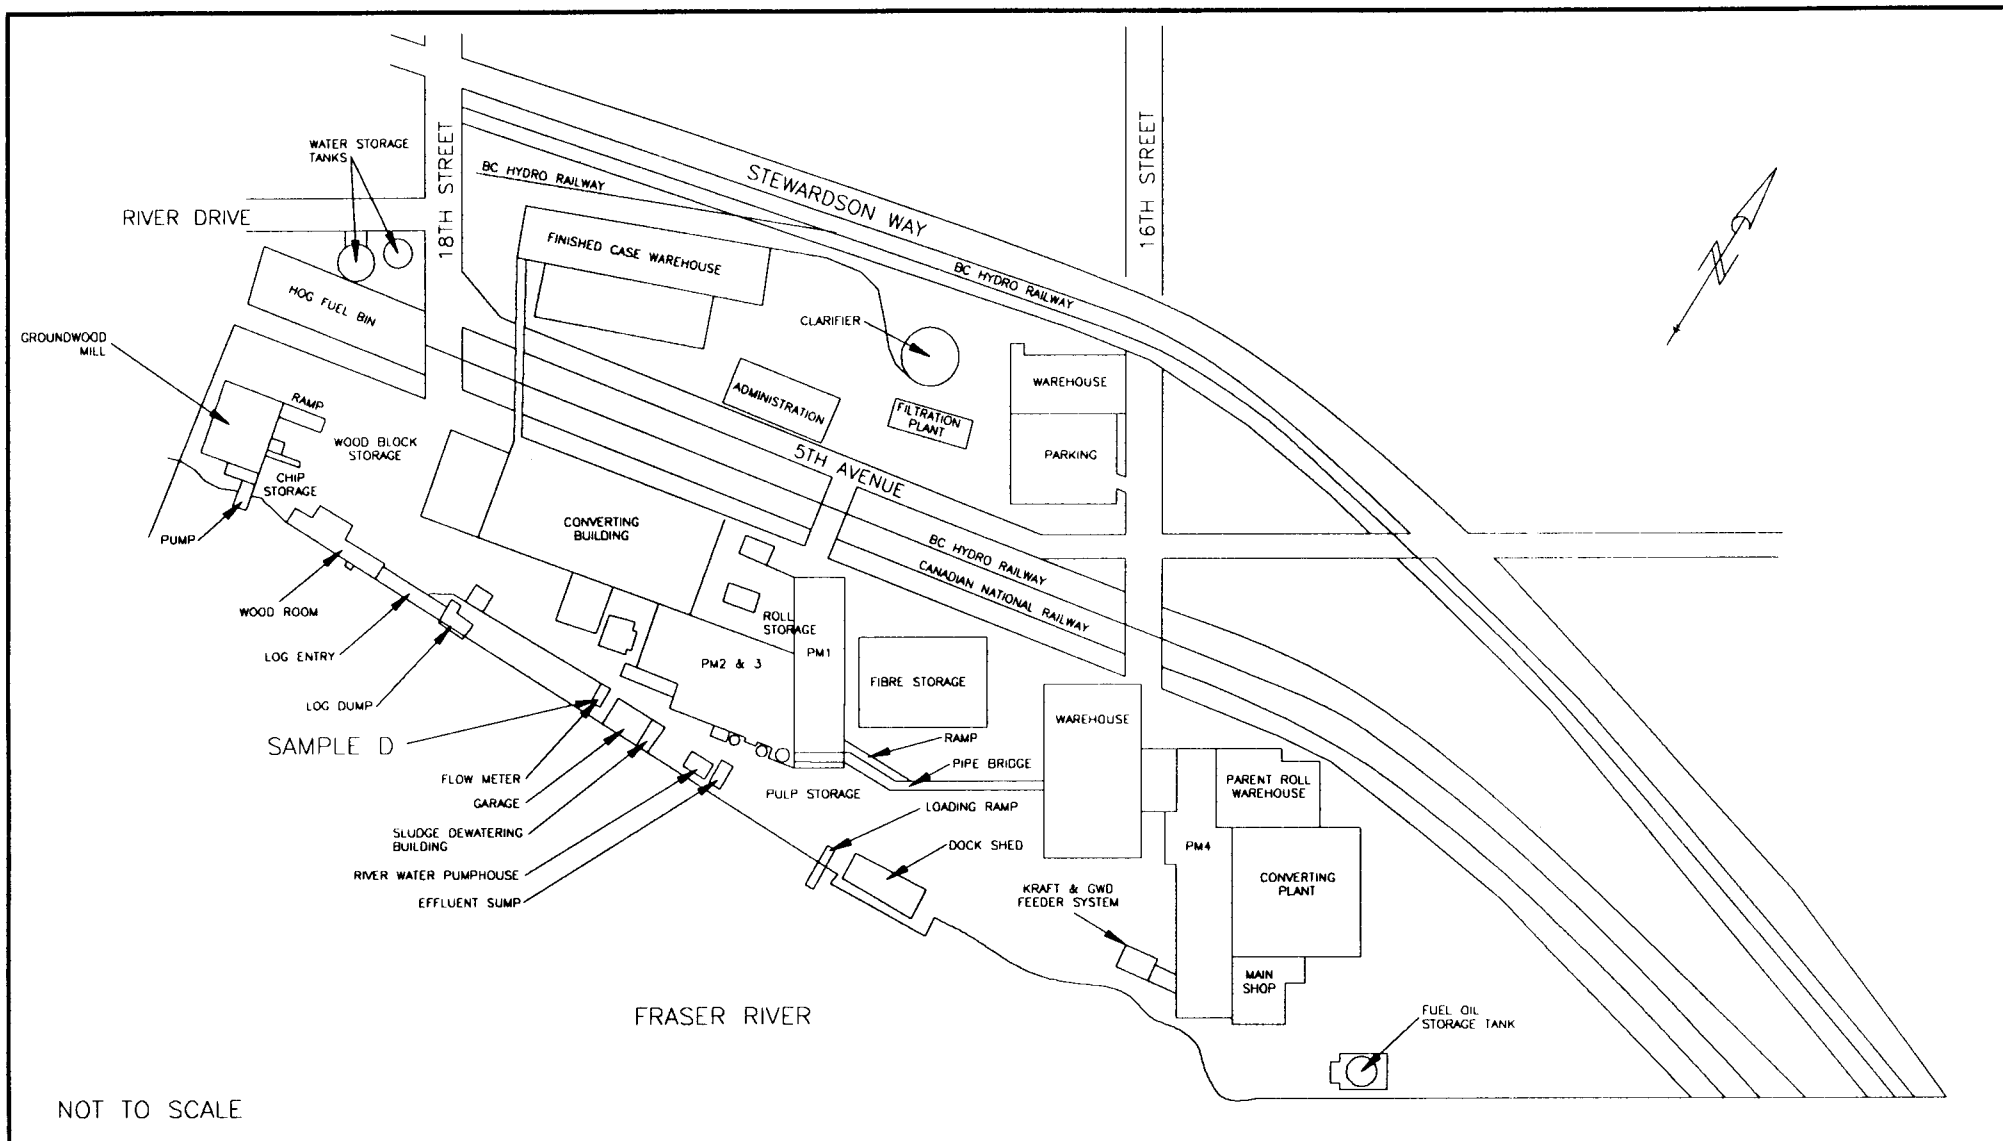 WATER STORAGE
TANKS
18TH STREET
BC HYDRO RAILWAY
STEWARDSON WAY
16TH STREET
RIVER DRIVE
N
FINISHED CASE WAREHOUSE
BC HYDRO RAILWAY
HOG FUEL BIN
CLARIFIER
GROUNDWOOD
MILL
WAREHOUSE
ADMINISTRATION
FILTRATION
PLANT
RAMP
WOOD BLOCK
STORAGE
5TH AVENUE
PARKING
CHIP
STORAGE
CONVERTING
BUILDING
PUMP
BC HYDRO RAILWAY
CANADIAN NATIONAL RAILWAY
WOOD ROOM
ROLL
STORAGE
LOG ENTRY
PM2 & 3
PM1
FIBRE STORAGE
LOG DUMP
WAREHOUSE
SAMPLE D
RAMP
FLOW METER
PIPE BRIDGE
PARENT ROLL
WAREHOUSE
GARAGE
PULP STORAGE
LOADING RAMP
SLUDGE DEWATERING
BUILDING
DOCK SHED
PM4
RIVER WATER PUMPHOUSE
KRAFT & GWD
FEEDER SYSTEM
CONVERTING
PLANT
EFFLUENT SUMP
MAIN
SHOP
FRASER RIVER
FUEL OIL
STORAGE TANK
NOT TO SCALE